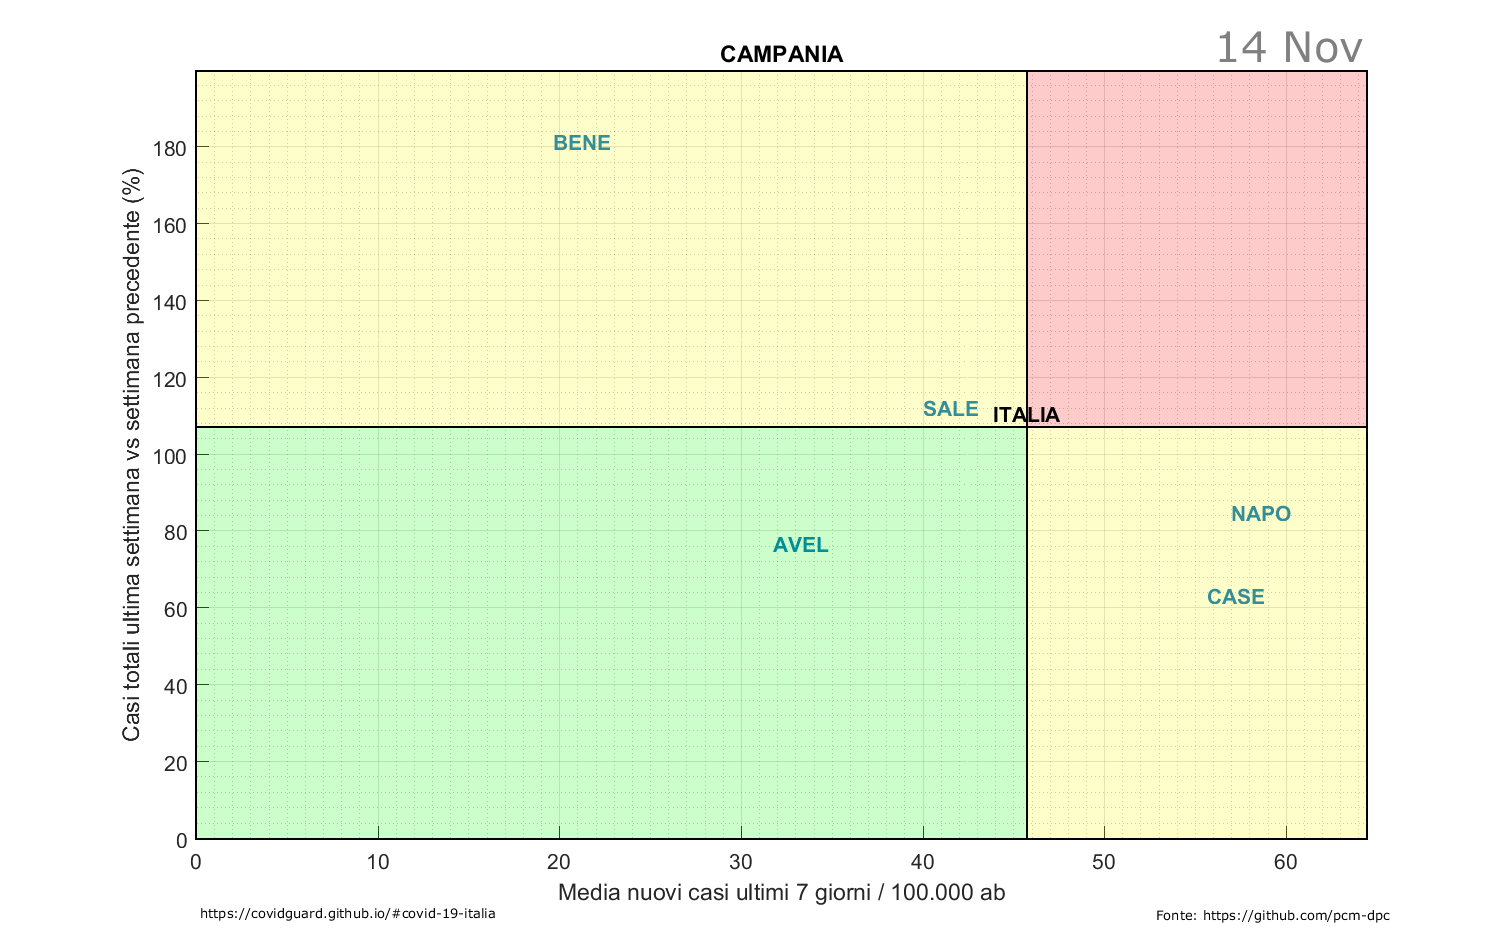 CAMPANIA
14 Nov
Casi totali ultima settimana vs settimana precedente (%)
180
160
140
120
100
80
60
40
20
0
BENE
SALE
ITALIA
NAPO
AVEL
CASE
0 10 20 30 40 50 60
Media nuovi casi ultimi 7 giorni / 100.000 ab
https://covidguard.github.io/#covid-19-italia
Fonte: https://github.com/pcm-dpc